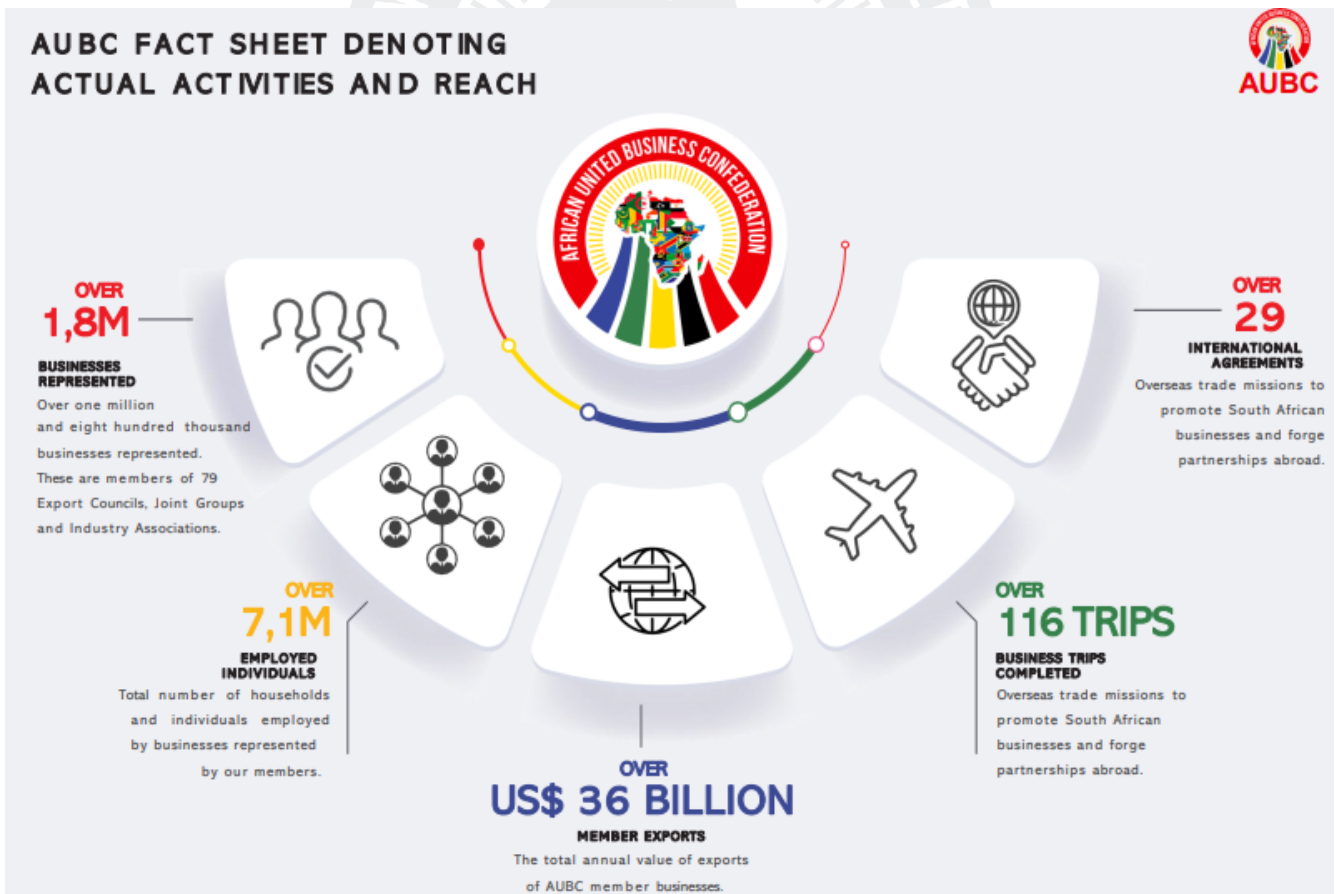 AUBC FACT SHEET DENOTING
ACTUAL ACTIVITIES AND REACH
AUBC
AFRICAN UNITED BUSINESS CONFEDERATION
OVER
1,8M
BUSINESSES
REPRESENTED
Over one million
and eight hundred thousand
businesses represented.
These are members of 79
Export Councils, Joint Groups
and Industry Associations.
OVER
7,1M
EMPLOYED
INDIVIDUALS
Total number of households
and individuals employed
by businesses represented
by our members.
OVER
US$ 36 BILLION
MEMBER EXPORTS
The total annual value of exports
of AUBC member businesses.
OVER
116 TRIPS
BUSINESS TRIPS
COMPLETED
Overseas trade missions to
promote South African
businesses and forge
partnerships abroad.
OVER
29
INTERNATIONAL
AGREEMENTS
Overseas trade missions to
promote South African
businesses and forge
partnerships abroad.